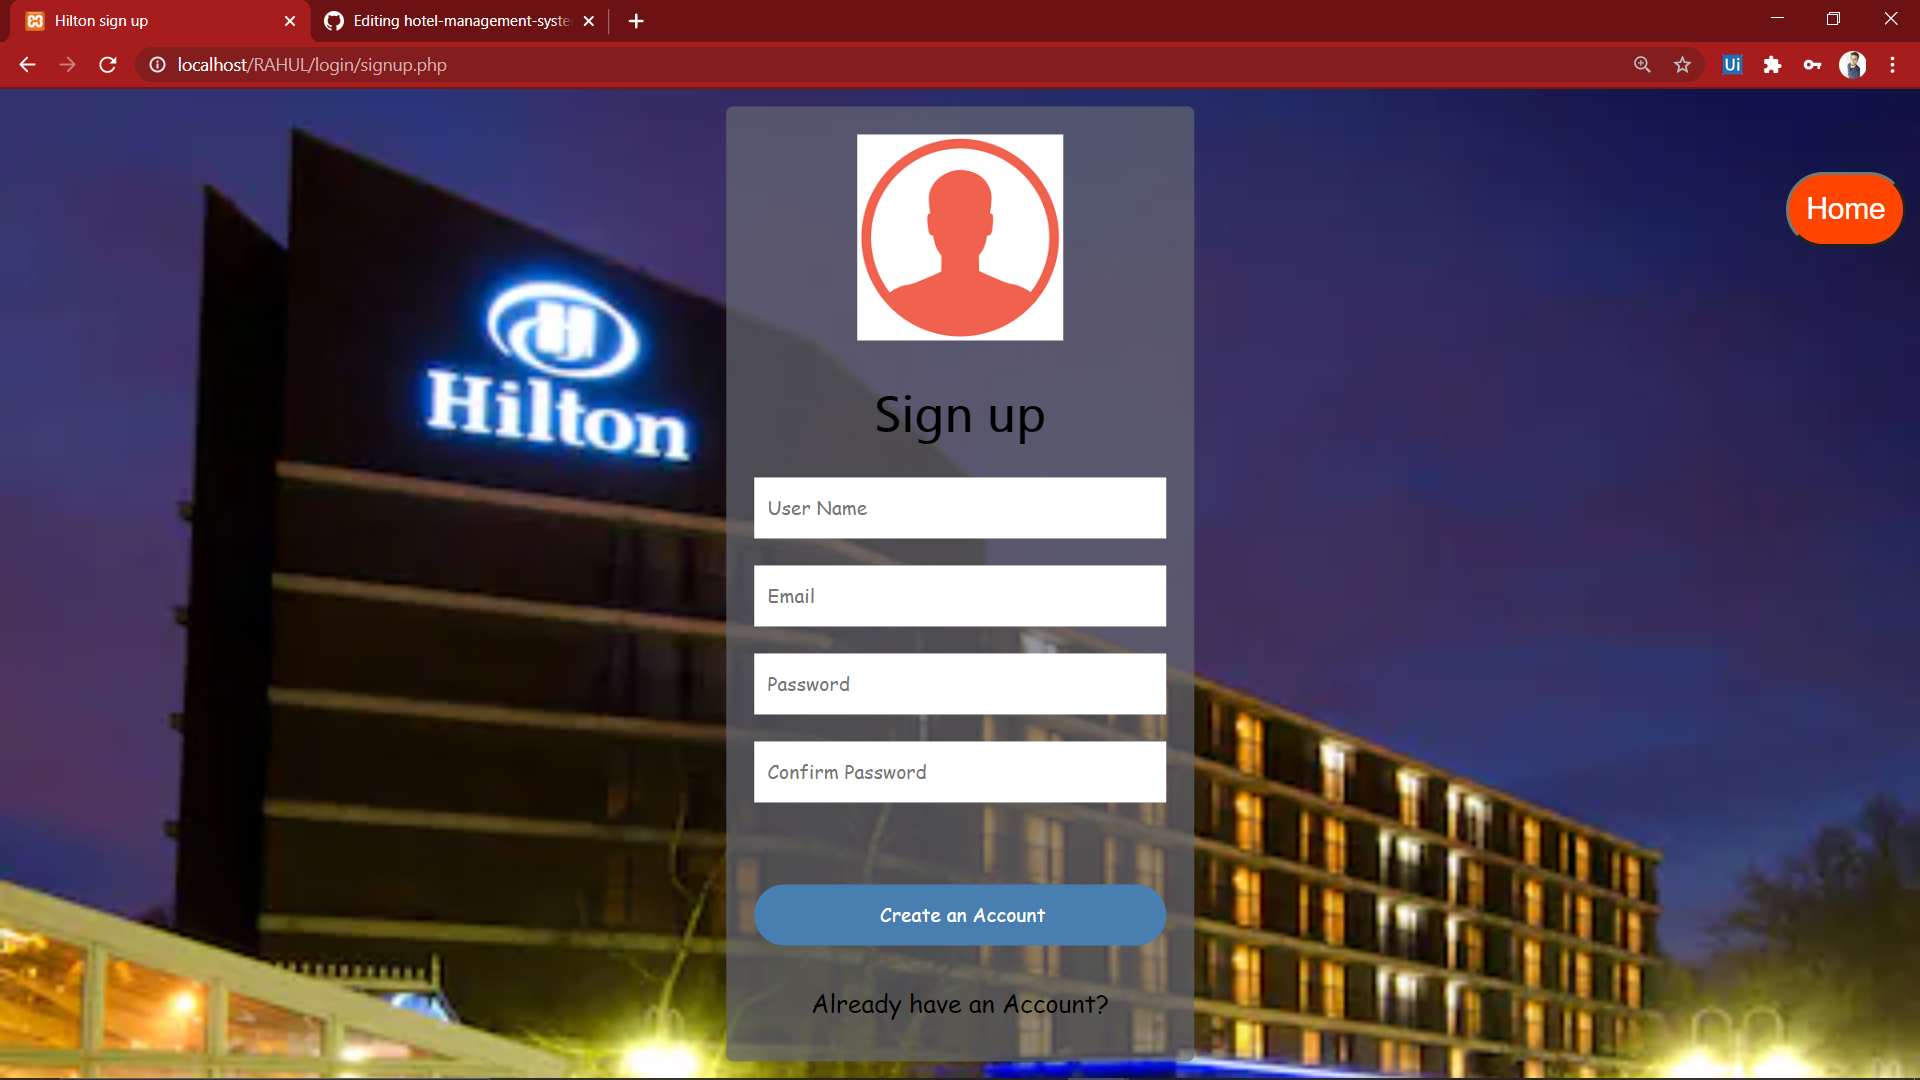 Hilton sign up
Editing hotel-management-syste
localhost/RAHUL/login/signup.php
Ui
Home
Hilton
Sign up
User Name
Email
Password
Confirm Password
Create an Account
Already have an Account?